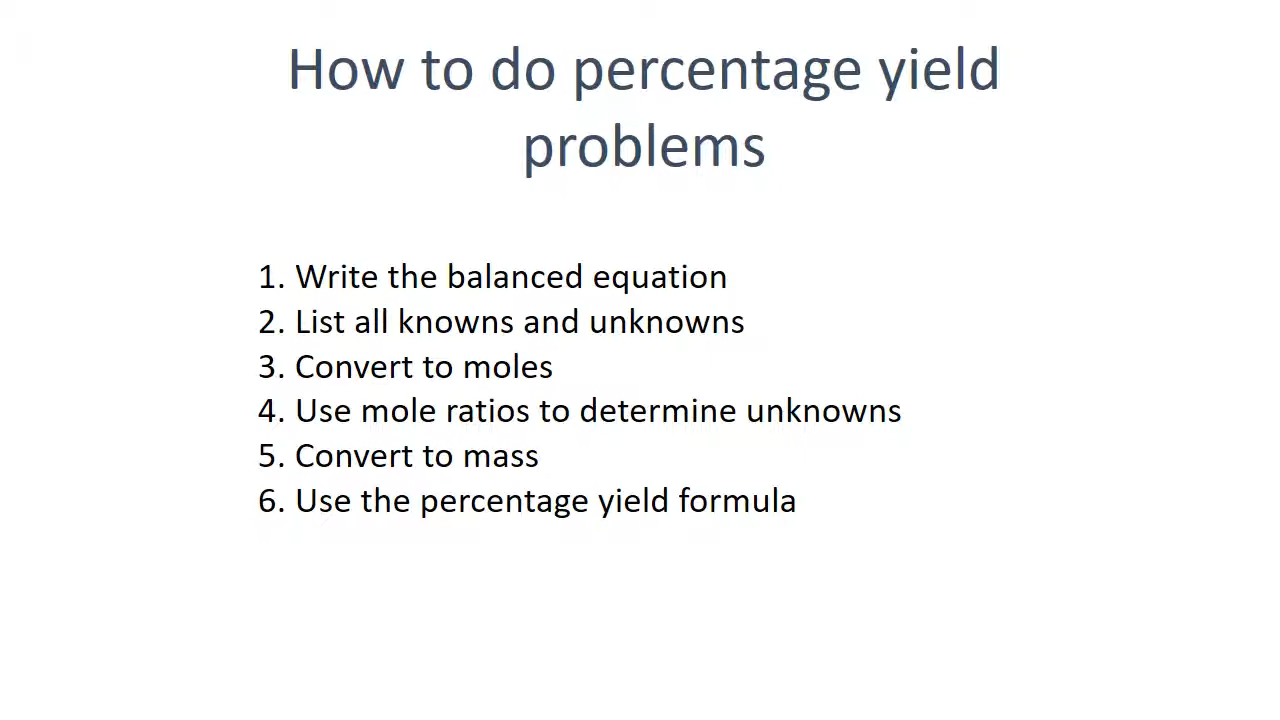 How to do percentage yield
problems
1. Write the balanced equation
2. List all knowns and unknowns
3. Convert to moles
4. Use mole ratios to determine unknowns
5. Convert to mass
6. Use the percentage yield formula